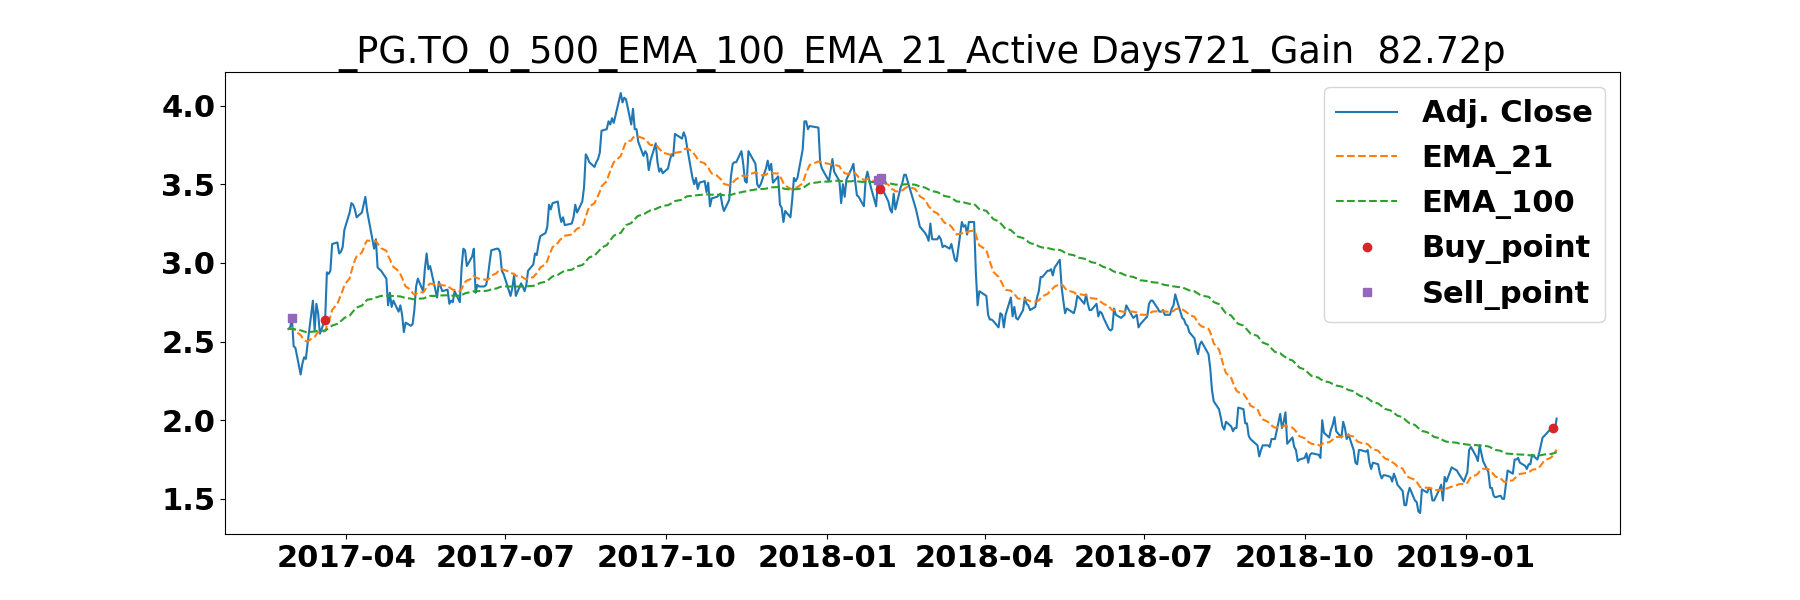 _PG.TO_0_500_EMA_100_EMA_21_Active Days721_Gain  82.72p
4.0
3.5
3.0
2.5
2.0
1.5
Adj. Close
EMA_21
EMA_100
Buy_point
Sell_point
2017-04
2017-07
2017-10
2018-01
2018-04
2018-07
2018-10
2019-01